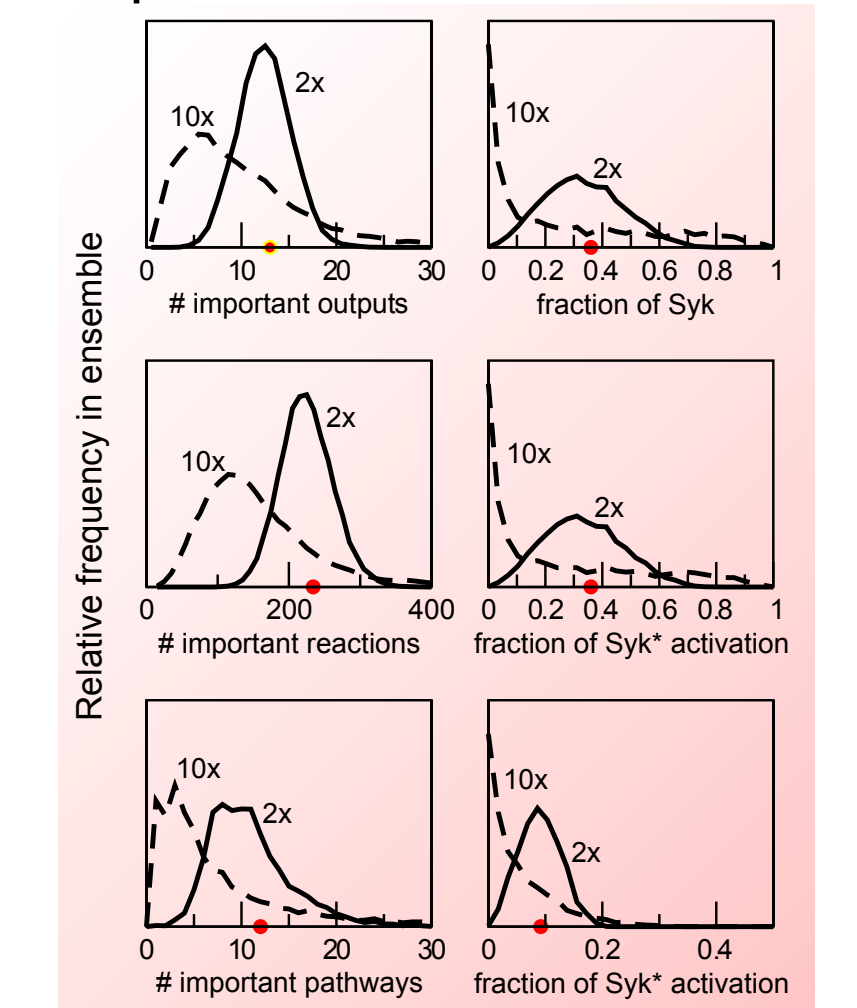 Relative frequency in ensemble
10x
2x
0 10 20 30
# important outputs
10x
2x
0 0.2 0.4 0.6 0.8 1
fraction of Syk
10x
2x
0 200 400
# important reactions
10x
2x
0 0.2 0.4 0.6 0.8 1
fraction of Syk* activation
10x
2x
0 10 20 30
# important pathways
10x
2x
0 0.2 0.4
fraction of Syk* activation